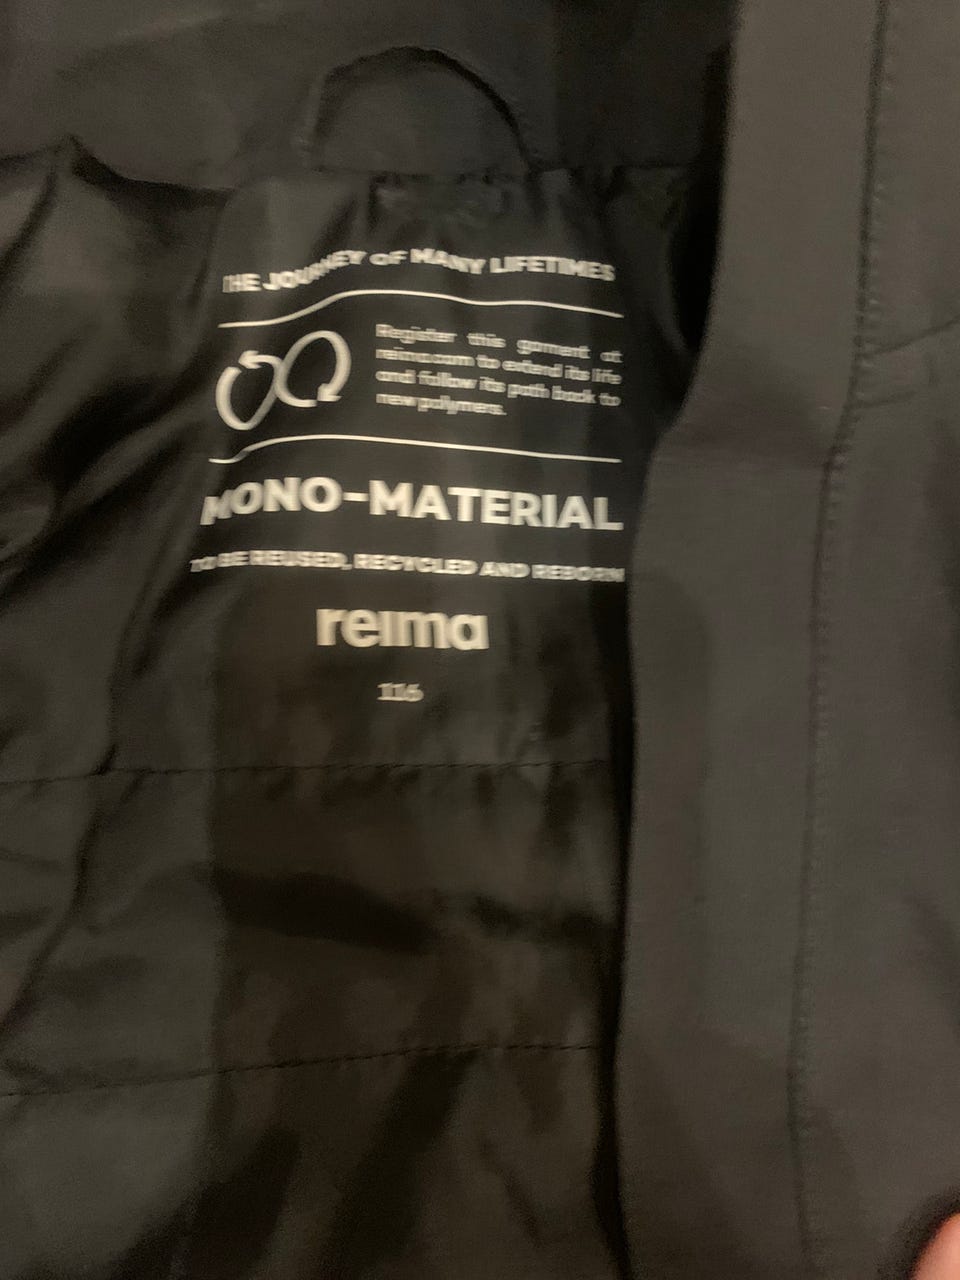 THE JOURNEY OF MANY LIFETIMES
Register this garment at
reima.com to extend its life
and follow its path back to
new polymers.
MONO-MATERIAL
TO BE REUSED, RECYCLED AND REBORN
reima
116